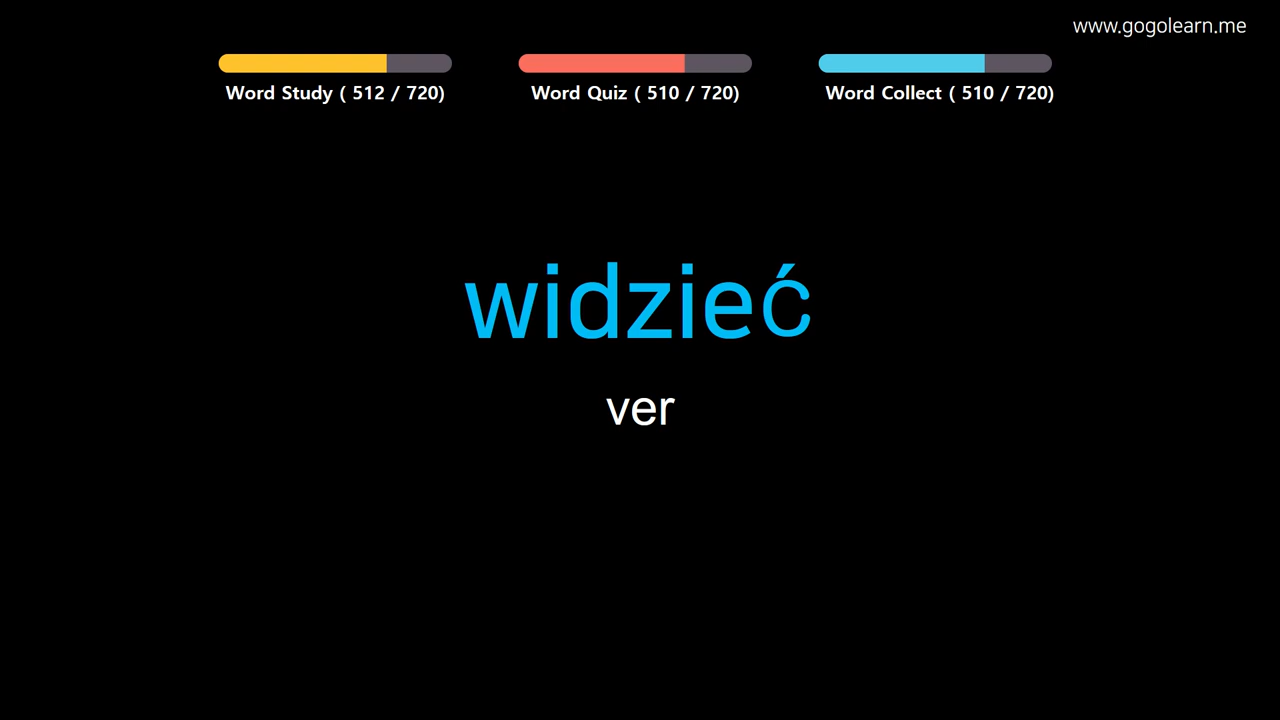 www.gogolearn.me
Word Study ( 512 / 720)
Word Quiz ( 510 / 720)
Word Collect ( 510 / 720)
widzieć
ver